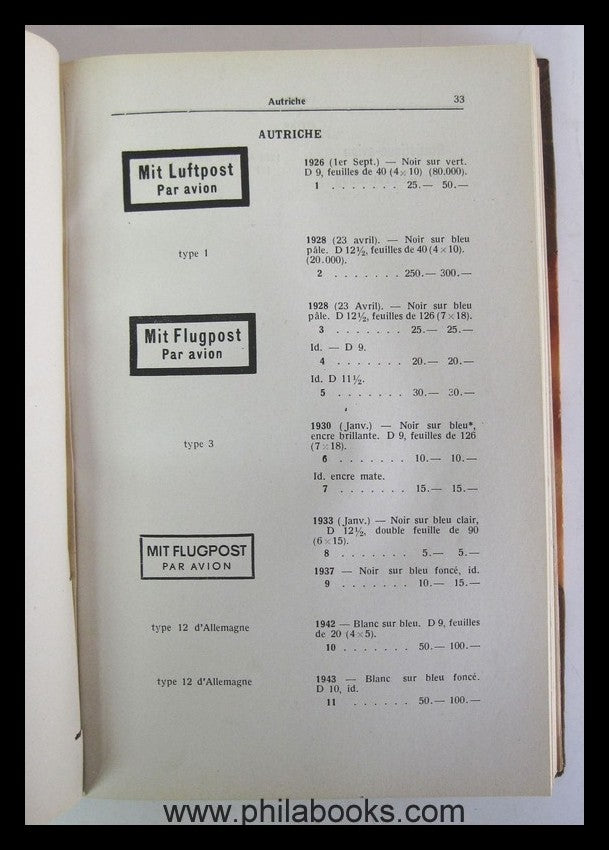 Autriche 33
AUTRICHE
Mit Luftpost
Par avion
1926 (1er Sept.) — Noir sur vert.
D 9, feuilles de 40 (4×10) (80.000).
1 . . . . . . . 25.— 50.—
type 1
1928 (23 avril). — Noir sur bleu
pâle. D 12½, feuilles de 40 (4×10).
(20.000).
2 . . . . . . . 250.— 300.—
Mit Flugpost
Par avion
1928 (23 Avril). — Noir sur bleu
pâle. D 12½, feuilles de 126 (7×18).
3 . . . . . . . 25.— 25.—
Id. — D 9.
4 . . . . . . . 20.— 20.—
Id. D 11½.
5 . . . . . . . 30.— 30.—
type 3
1930 (Janv.) — Noir sur bleu*,
encre brillante. D 9, feuilles de 126
(7×18).
6 . . . . . . . 10.— 10.—
Id. encre mate.
7 . . . . . . . 15.— 15.—
MIT FLUGPOST
PAR AVION
1933 (Janv.) — Noir sur bleu clair,
D 12½, double feuille de 90
(6×15).
8 . . . . . . . 5.— 5.—
1937 — Noir sur bleu foncé, id.
9 . . . . . . . 10.— 15.—
type 12 d'Allemagne
1942 — Blanc sur bleu. D 9, feuilles
de 20 (4×5).
10 . . . . . . . 50.— 100.—
type 12 d'Allemagne
1943 — Blanc sur bleu foncé.
D 10, id.
11 . . . . . . 50.— 100.—
www.philabooks.com